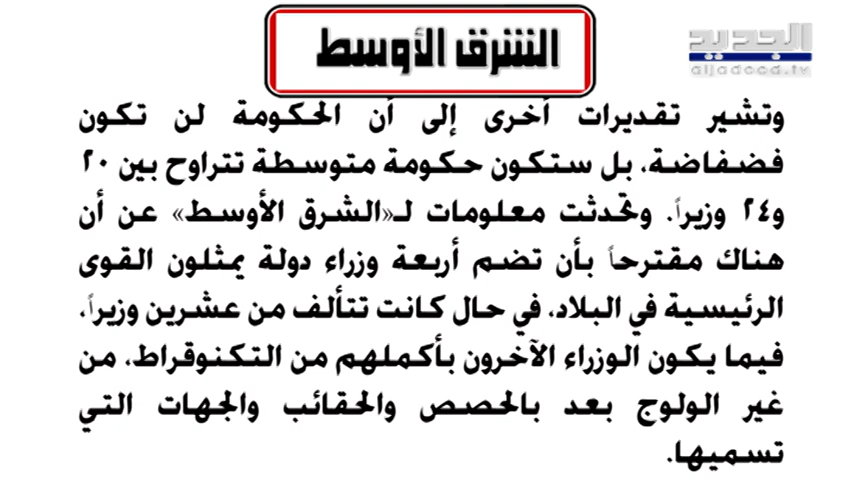 الشرق الأوسط
الجديد
aljadeed.tv
وتشير تقديرات أخرى إلى أن الحكومة لن تكون
فضفاضة، بل ستكون حكومة متوسطة تتراوح بين ٢٠
و٢٤ وزيراً. وتحدثت معلومات لـ«الشرق الأوسط» عن أن
هناك مقترحاً بأن تضم أربعة وزراء دولة يمثلون القوى
الرئيسية في البلاد، في حال كانت تتألف من عشرين وزيراً،
فيما يكون الوزراء الآخرون بأكملهم من التكنوقراط، من
غير الولوج بعد بالحصص والحقائب والجهات التي
تسميها.